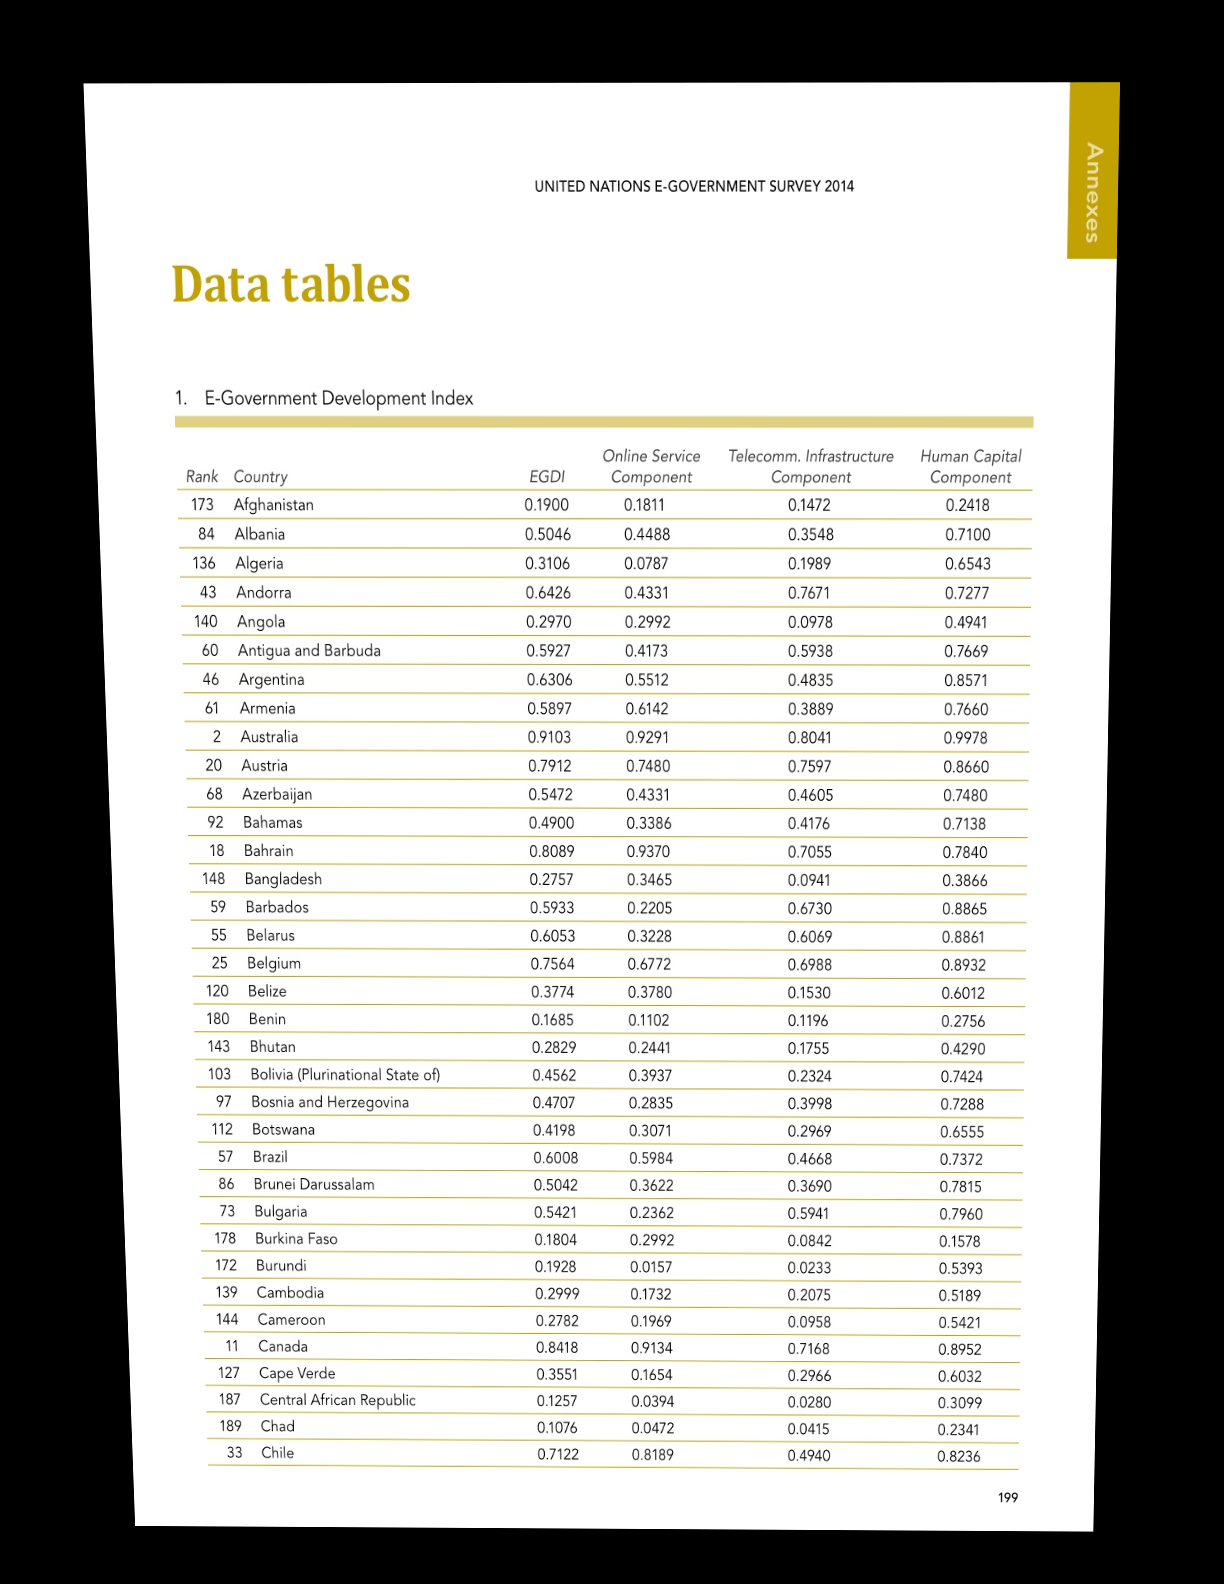 Annexes
UNITED NATIONS E-GOVERNMENT SURVEY 2014
Data tables
1. E-Government Development Index
Rank Country EGDI Online Service Component Telecomm. Infrastructure Component Human Capital Component
173 Afghanistan 0.1900 0.1811 0.1472 0.2418
84 Albania 0.5046 0.4488 0.3548 0.7100
136 Algeria 0.3106 0.0787 0.1989 0.6543
43 Andorra 0.6426 0.4331 0.7671 0.7277
140 Angola 0.2970 0.2992 0.0978 0.4941
60 Antigua and Barbuda 0.5927 0.4173 0.5938 0.7669
46 Argentina 0.6306 0.5512 0.4835 0.8571
61 Armenia 0.5897 0.6142 0.3889 0.7660
2 Australia 0.9103 0.9291 0.8041 0.9978
20 Austria 0.7912 0.7480 0.7597 0.8660
68 Azerbaijan 0.5472 0.4331 0.4605 0.7480
92 Bahamas 0.4900 0.3386 0.4176 0.7138
18 Bahrain 0.8089 0.9370 0.7055 0.7840
148 Bangladesh 0.2757 0.3465 0.0941 0.3866
59 Barbados 0.5933 0.2205 0.6730 0.8865
55 Belarus 0.6053 0.3228 0.6069 0.8861
25 Belgium 0.7564 0.6772 0.6988 0.8932
120 Belize 0.3774 0.3780 0.1530 0.6012
180 Benin 0.1685 0.1102 0.1196 0.2756
143 Bhutan 0.2829 0.2441 0.1755 0.4290
103 Bolivia (Plurinational State of) 0.4562 0.3937 0.2324 0.7424
97 Bosnia and Herzegovina 0.4707 0.2835 0.3998 0.7288
112 Botswana 0.4198 0.3071 0.2969 0.6555
57 Brazil 0.6008 0.5984 0.4668 0.7372
86 Brunei Darussalam 0.5042 0.3622 0.3690 0.7815
73 Bulgaria 0.5421 0.2362 0.5941 0.7960
178 Burkina Faso 0.1804 0.2992 0.0842 0.1578
172 Burundi 0.1928 0.0157 0.0233 0.5393
139 Cambodia 0.2999 0.1732 0.2075 0.5189
144 Cameroon 0.2782 0.1969 0.0958 0.5421
11 Canada 0.8418 0.9134 0.7168 0.8952
127 Cape Verde 0.3551 0.1654 0.2966 0.6032
187 Central African Republic 0.1257 0.0394 0.0280 0.3099
189 Chad 0.1076 0.0472 0.0415 0.2341
33 Chile 0.7122 0.8189 0.4940 0.8236
199